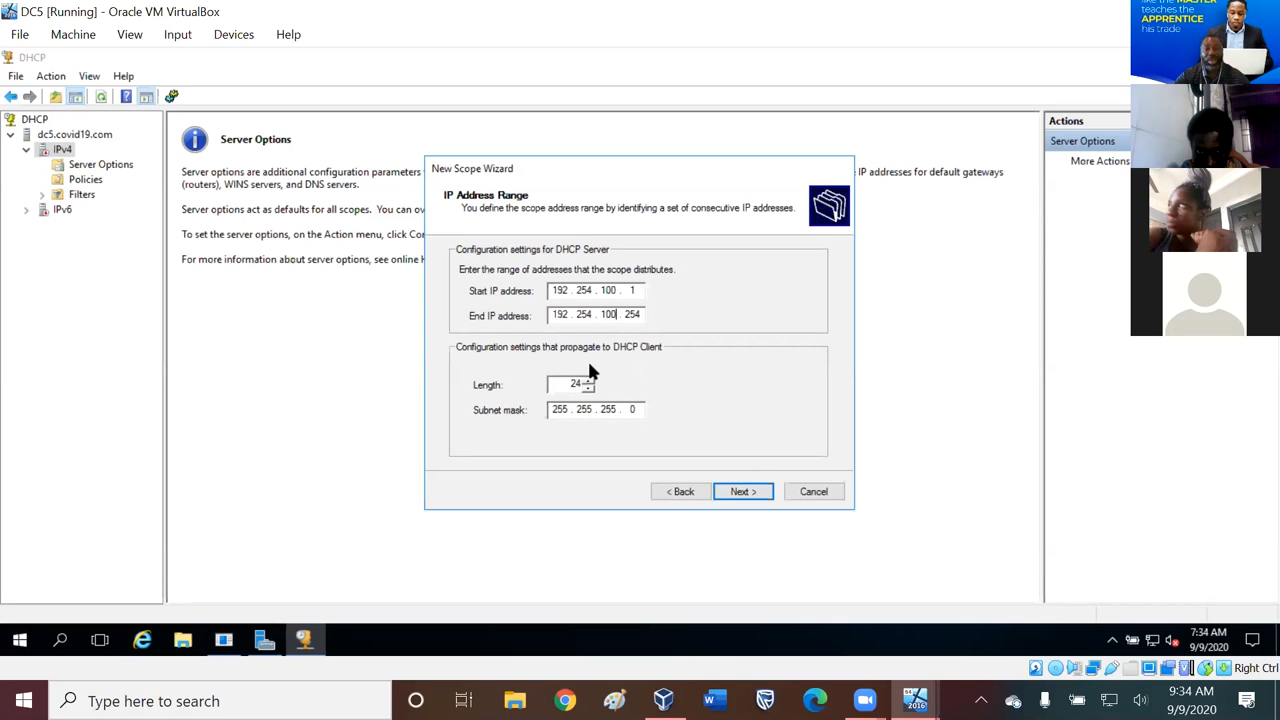 DC5 [Running] - Oracle VM VirtualBox
File Machine View Input Devices Help
like the MASTER
teaches the
APPRENTICE
his trade
DHCP
File Action View Help
DHCP
dc5.covid19.com
IPv4
Server Options
Policies
Filters
IPv6
Server Options
Server options are additional configuration parameters
(routers), WINS servers, and DNS servers.
IP addresses for default gateways
Server options act as defaults for all scopes. You can ov
To set the server options, on the Action menu, click Cor
For more information about server options, see online
Actions
Server Options
More Actions
New Scope Wizard
IP Address Range
You define the scope address range by identifying a set of consecutive IP addresses.
Configuration settings for DHCP Server
Enter the range of addresses that the scope distributes.
Start IP address: 192 . 254 . 100 . 1
End IP address: 192 . 254 . 100 . 254
Configuration settings that propagate to DHCP Client
Length: 24
Subnet mask: 255 . 255 . 255 . 0
< Back Next > Cancel
7:34 AM
9/9/2020
Right Ctrl
Type here to search
2016
9:34 AM
9/9/2020